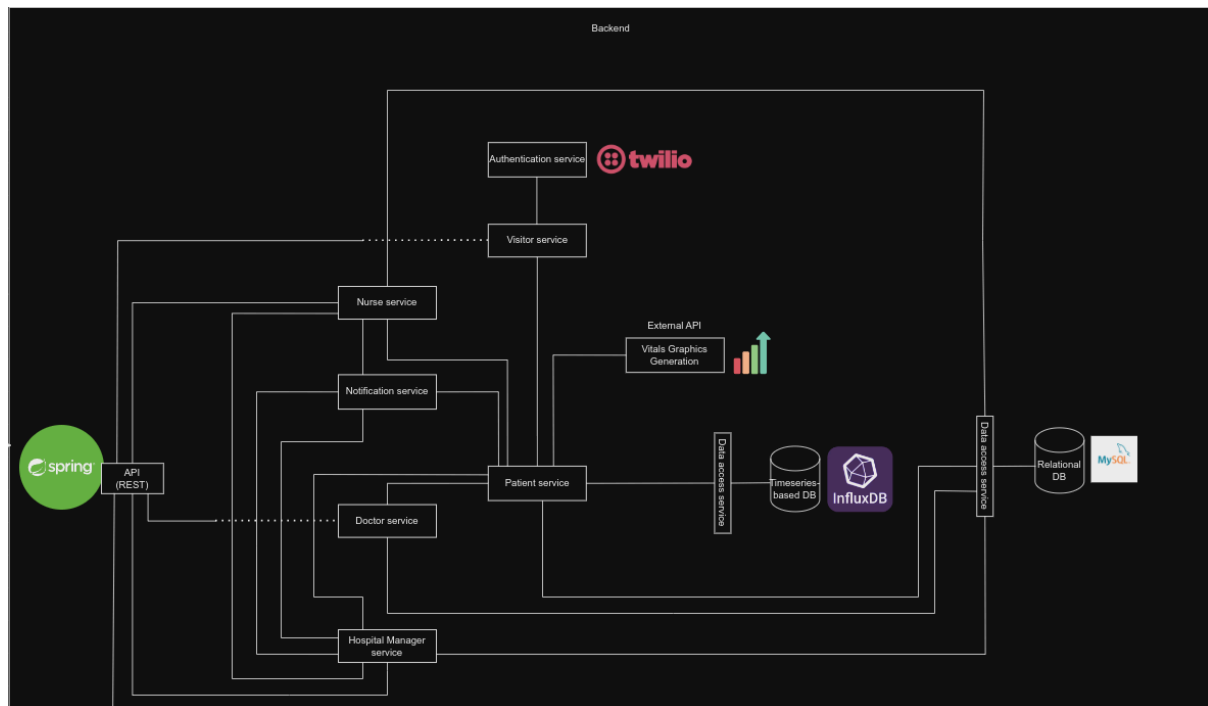 Backend
Authentication service
twilio
Visitor service
Nurse service
External API
Vitals Graphics
Generation
Notification service
Data access service
Data access service
spring
API
(REST)
Patient service
Timeseries-
based DB
InfluxDB
Relational
DB
MySQL
Doctor service
Hospital Manager
service